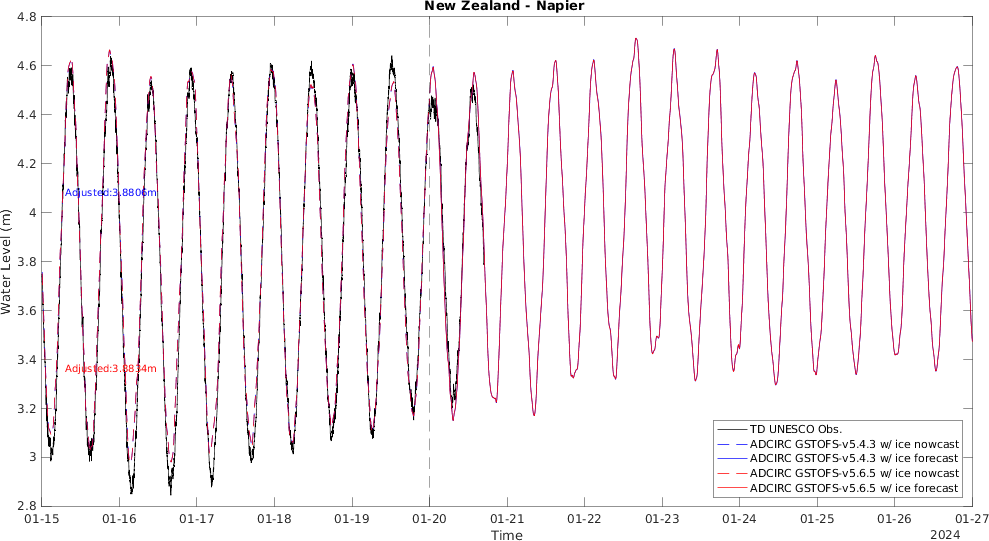 New Zealand - Napier
4.8
4.6
4.4
4.2
4
3.8
3.6
3.4
3.2
3
2.8
Water Level (m)
Adjusted:3.8806m
Adjusted:3.8834m
TD UNESCO Obs.
ADCIRC GSTOFS-v5.4.3 w/ ice nowcast
ADCIRC GSTOFS-v5.4.3 w/ ice forecast
ADCIRC GSTOFS-v5.6.5 w/ ice nowcast
ADCIRC GSTOFS-v5.6.5 w/ ice forecast
01-15 01-16 01-17 01-18 01-19 01-20 01-21 01-22 01-23 01-24 01-25 01-26 01-27
Time
2024